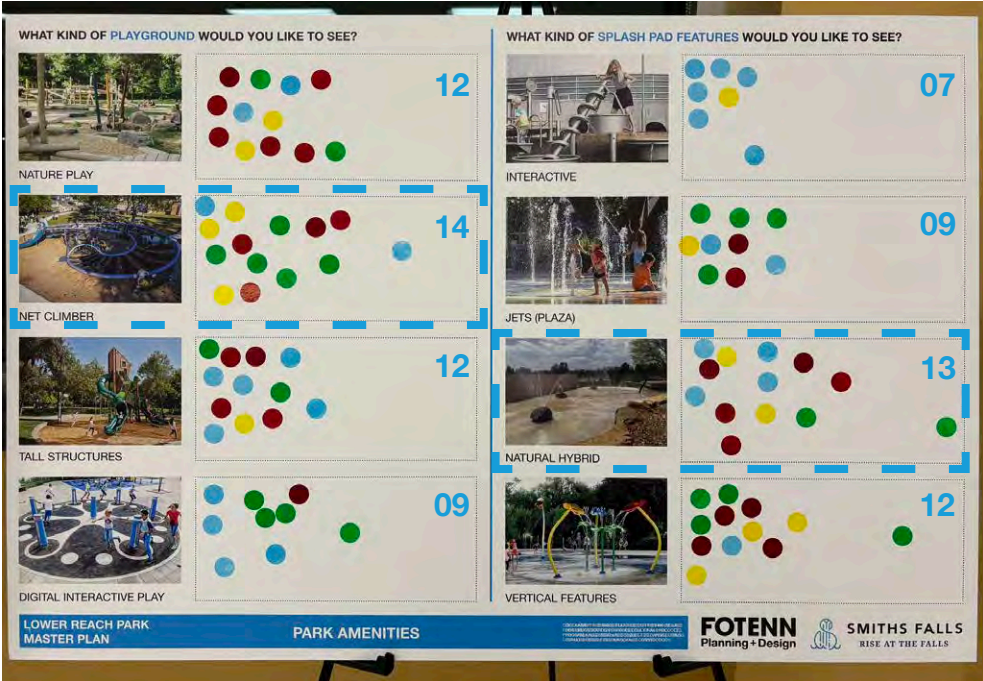 WHAT KIND OF PLAYGROUND WOULD YOU LIKE TO SEE?
12
NATURE PLAY
14
NET CLIMBER
12
TALL STRUCTURES
09
DIGITAL INTERACTIVE PLAY
WHAT KIND OF SPLASH PAD FEATURES WOULD YOU LIKE TO SEE?
07
INTERACTIVE
09
JETS (PLAZA)
13
NATURAL HYBRID
12
VERTICAL FEATURES
LOWER REACH PARK
MASTER PLAN
PARK AMENITIES
FOTENN
Planning+Design
SMITHS FALLS
RISE AT THE FALLS